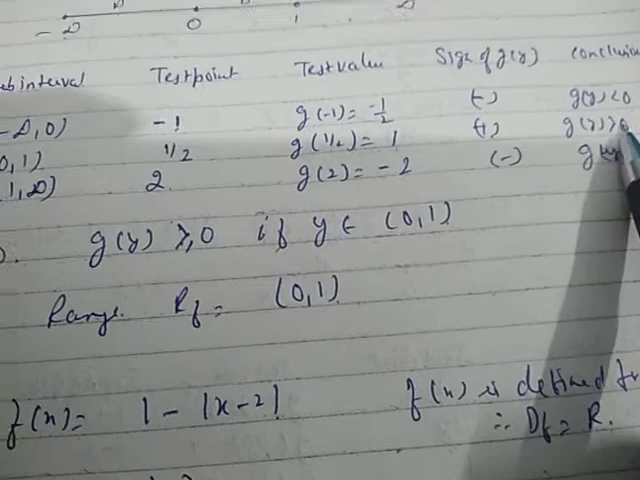 -∞ 0 1 ∞
ubinterval Testpoint Testvalue Sign of g(y) conclusion
-∞,0) -1 g(-1)= -1/2 (-) g(y)<0
0,1) 1/2 g(1/2)= 1 (+) g(y)>0
1,∞) 2 g(2)= -2 (-)
g(y) ≥,0 if y ∈ (0,1)
Range Rf = (0,1)
f(x)= 1 - |x-2| f(x) is defined
∴ Df = R.